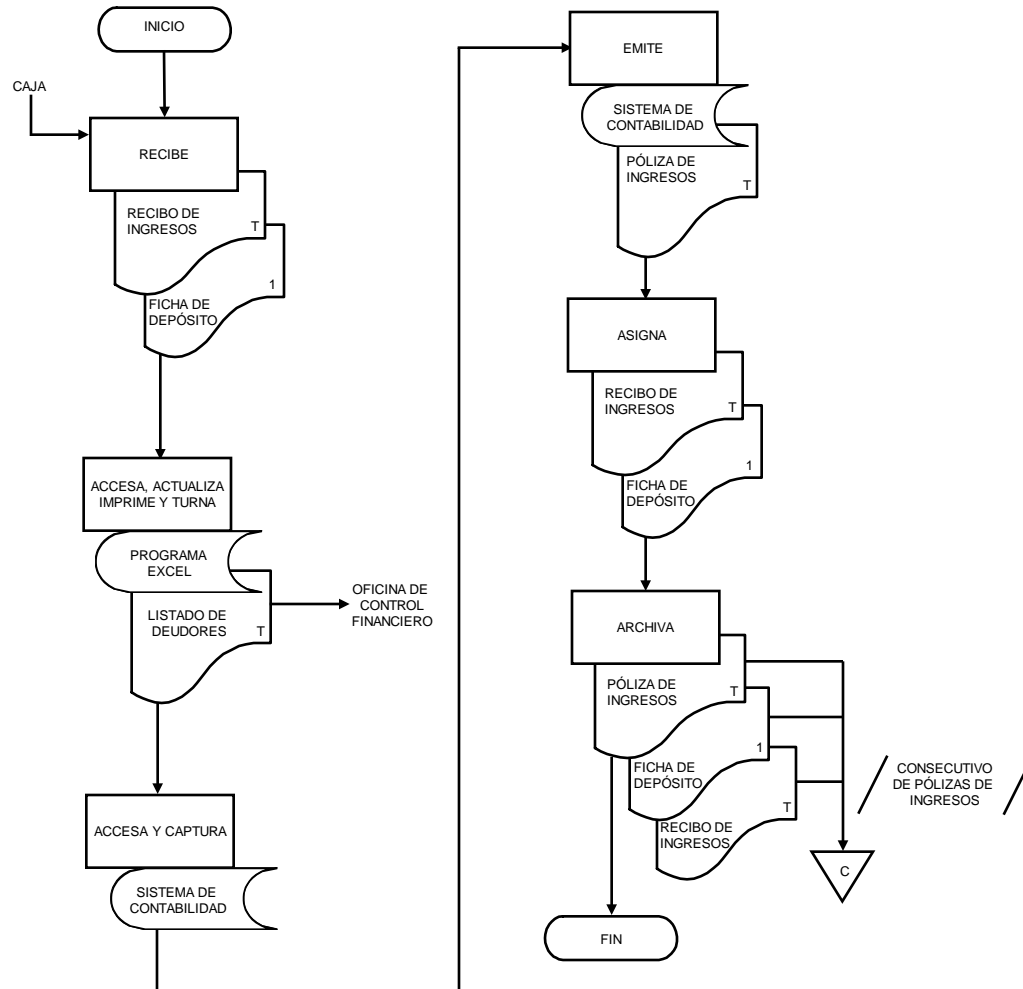 INICIO
CAJA
RECIBE
RECIBO DE
INGRESOS
T
1
FICHA DE
DEPÓSITO
ACCESA, ACTUALIZA
IMPRIME Y TURNA
PROGRAMA
EXCEL
LISTADO DE
DEUDORES
T
OFICINA DE
CONTROL
FINANCIERO
ACCESA Y CAPTURA
SISTEMA DE
CONTABILIDAD
EMITE
SISTEMA DE
CONTABILIDAD
PÓLIZA DE
INGRESOS
T
ASIGNA
RECIBO DE
INGRESOS
T
1
FICHA DE
DEPÓSITO
ARCHIVA
PÓLIZA DE
INGRESOS
T
FICHA DE
DEPÓSITO
1
RECIBO DE
INGRESOS
T
CONSECUTIVO
DE PÓLIZAS DE
INGRESOS
C
FIN